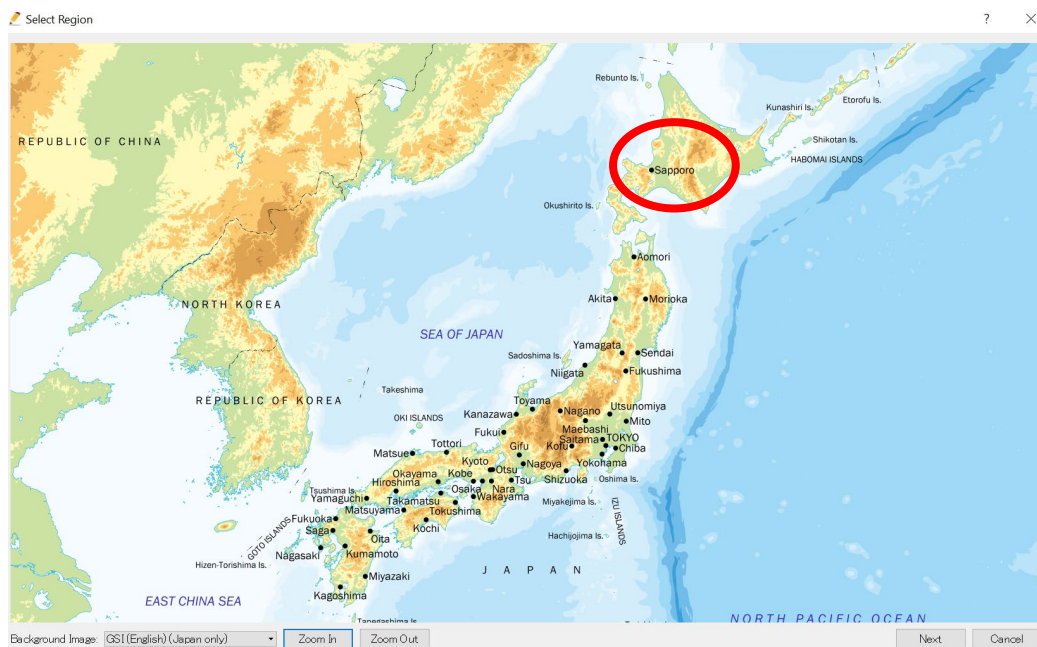 Select Region
?
Rebunto Is.
Kunashiri Is.
Etorofu Is.
REPUBLIC OF CHINA
Shikotan Is.
HABOMAI ISLANDS
Sapporo
Okushirito Is.
Aomori
NORTH KOREA
Akita
Morioka
SEA OF JAPAN
Yamagata
Sendai
Sadoshima Is.
Niigata
Fukushima
Takeshima
REPUBLIC OF KOREA
Toyama
OKI ISLANDS
Kanazawa
Nagano
Utsunomiya
Maebashi
Mito
Fukui
Saitama
TOKYO
Tottori
Gifu
Kofu
Chiba
Matsue
Kyoto
Otsu
Nagoya
Yokohama
Okayama
Kobe
Shizuoka
Oshima Is.
Hiroshima
Osaka
Nara
Tsu
Tsushima Is.
Yamaguchi
Takamatsu
Wakayama
Miyakejima Is.
IZU ISLANDS
Matsuyama
Tokushima
Fukuoka
Kochi
Saga
Oita
Hachijojima Is.
GOTO ISLANDS
Nagasaki
Kumamoto
Hizen-Torishima Is.
JAPAN
Miyazaki
Kagoshima
EAST CHINA SEA
Tanegashima Is.
NORTH PACIFIC OCEAN
Background Image: GSI (English) (Japan only)
Zoom In
Zoom Out
Next
Cancel